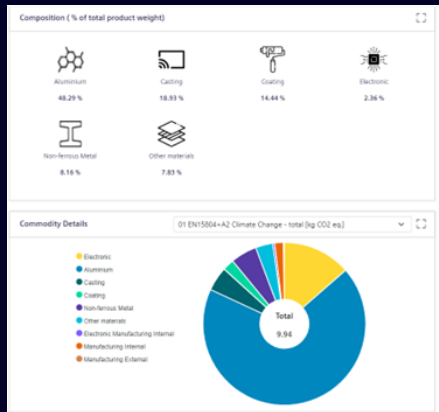 Composition ( % of total product weight)
Aluminium
Casting
Coating
Electronic
48.29 %
18.93 %
14.44 %
2.36 %
Non-ferrous Metal
Other materials
8.16 %
7.83 %
Commodity Details
01 EN15804+A2 Climate Change - total [kg CO2 eq.]
Electronic
Aluminium
Casting
Coating
Non-ferrous Metal
Other materials
Electronic Manufacturing Internal
Manufacturing Internal
Manufacturing External
Total
9.94